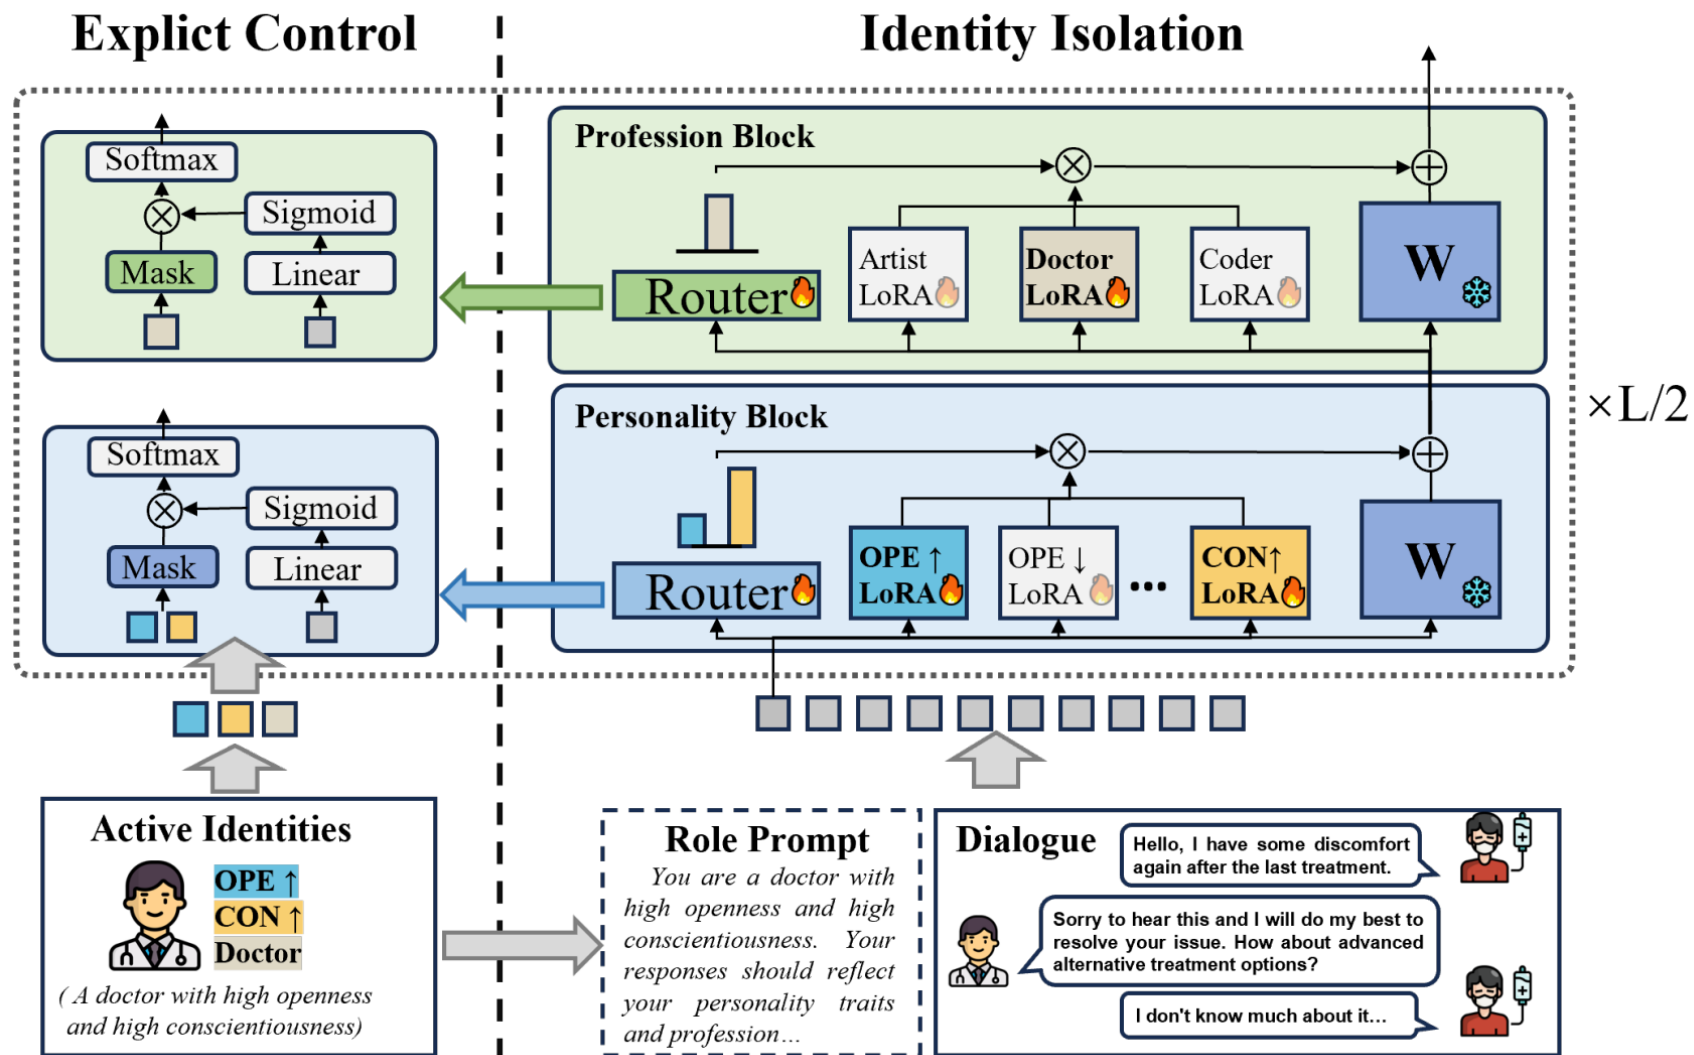 Explict Control
Identity Isolation
Softmax
Sigmoid
Mask
Linear
Profession Block
Router
Artist
LoRA
Doctor
LoRA
Coder
LoRA
W
×L/2
Softmax
Sigmoid
Mask
Linear
Personality Block
Router
OPE ↑
LoRA
OPE ↓
LoRA
...
CON↑
LoRA
W
Active Identities
OPE ↑
CON ↑
Doctor
( A doctor with high openness
and high conscientiousness)
Role Prompt
You are a doctor with
high openness and high
conscientiousness. Your
responses should reflect
your personality traits
and profession...
Dialogue
Hello, I have some discomfort
again after the last treatment.
Sorry to hear this and I will do my best to
resolve your issue. How about advanced
alternative treatment options?
I don't know much about it...